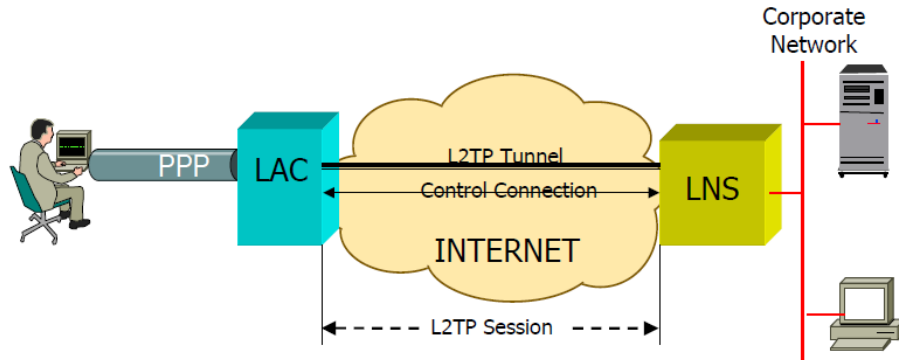 Corporate
Network
PPP
LAC
L2TP Tunnel
Control Connection
LNS
INTERNET
L2TP Session